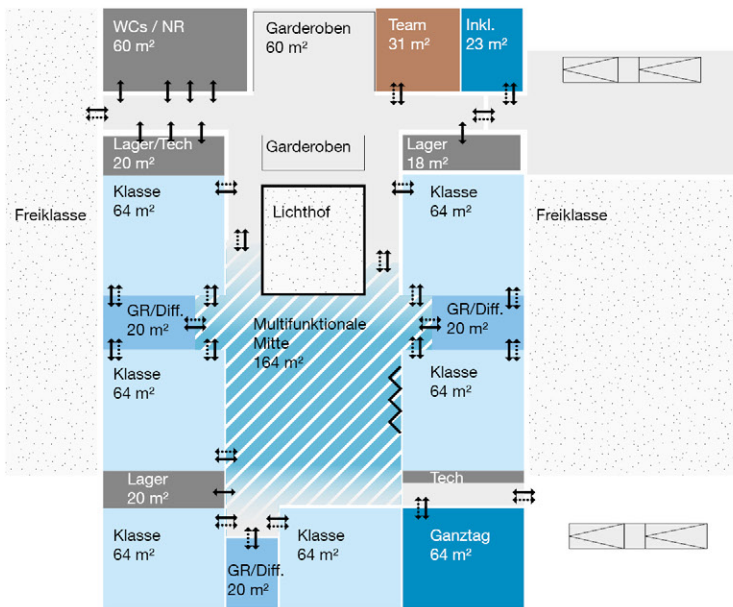 WCs / NR
60 m²
Garderoben
60 m²
Team
31 m²
Inkl.
23 m²
Lager/Tech
20 m²
Garderoben
Lager
18 m²
Klasse
64 m²
Lichthof
Klasse
64 m²
Freiklasse
Freiklasse
GR/Diff.
20 m²
Multifunktionale
Mitte
164 m²
GR/Diff.
20 m²
Klasse
64 m²
Klasse
64 m²
Lager
20 m²
Tech
Klasse
64 m²
Klasse
64 m²
Ganztag
64 m²
GR/Diff.
20 m²